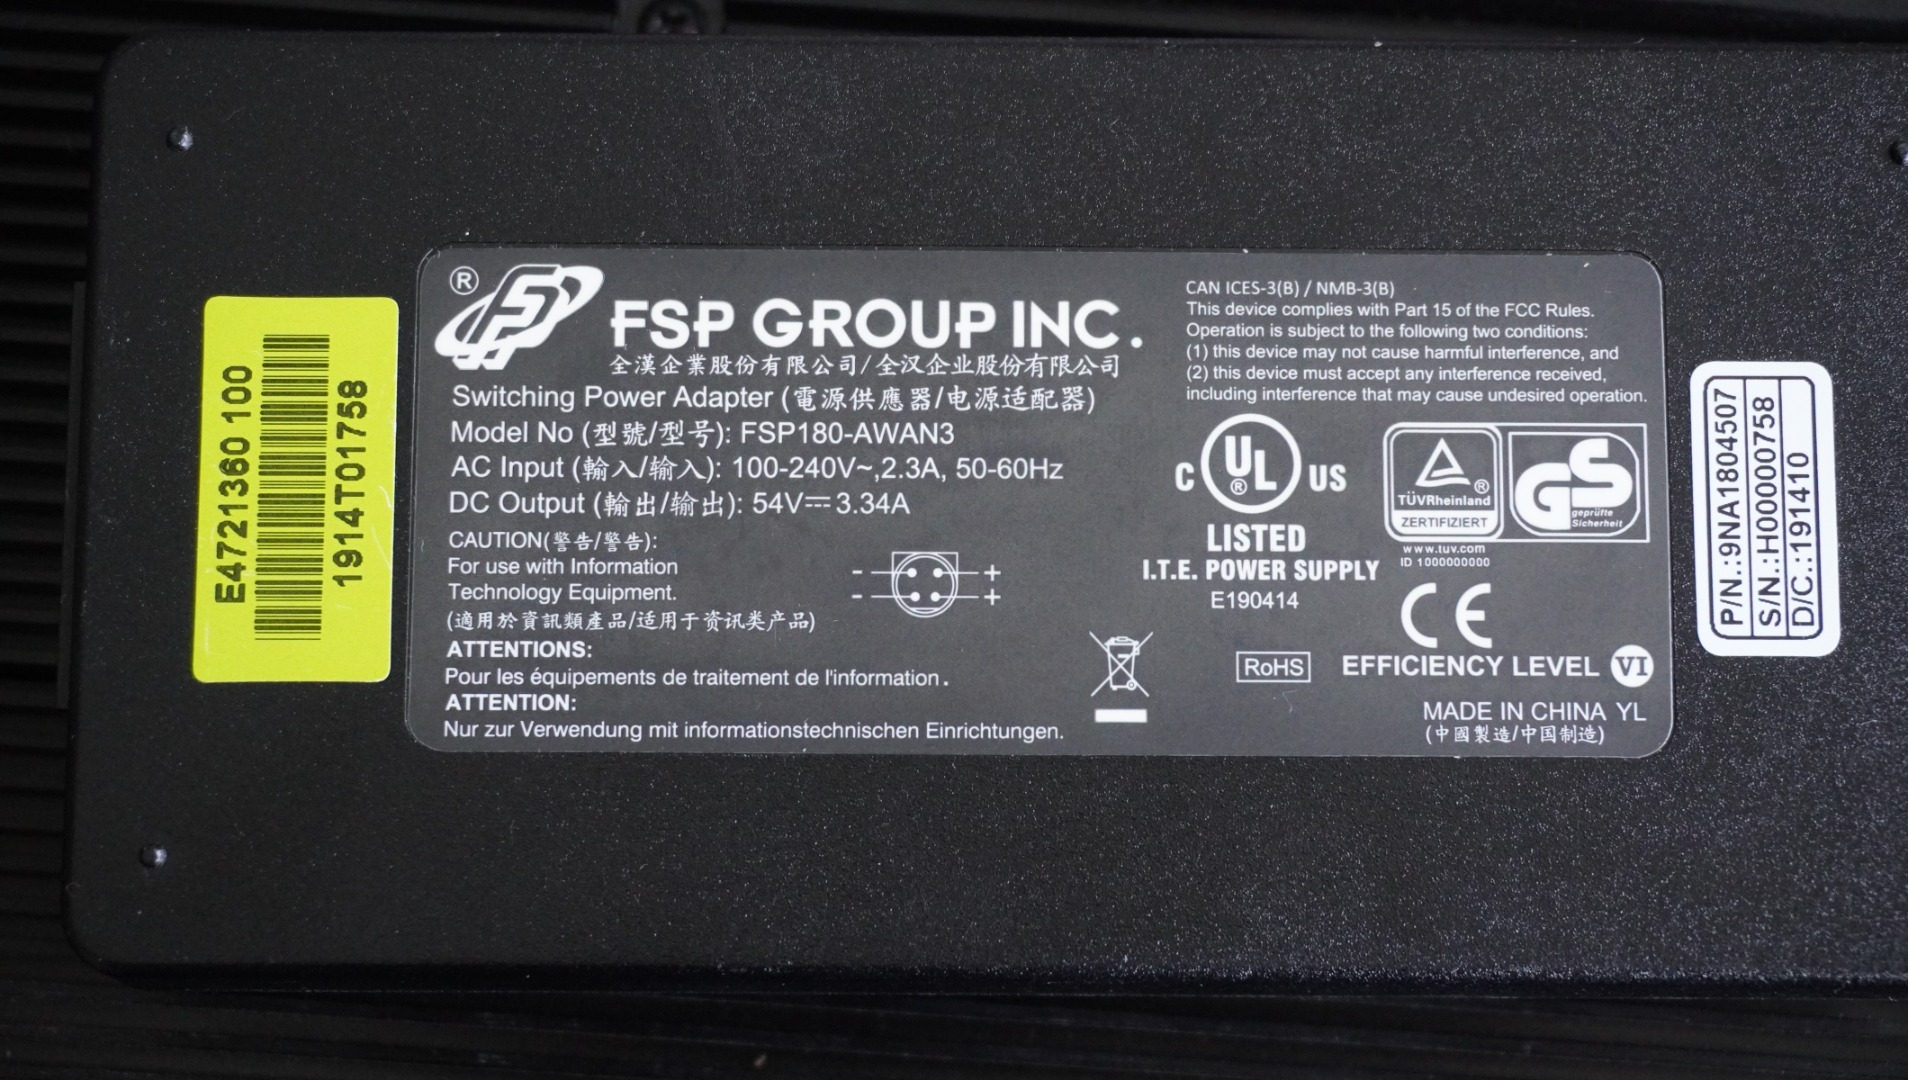 E4721360 100
1914T01758
®
FSP GROUP INC.
全漢企業股份有限公司/全汉企业股份有限公司
Switching Power Adapter (電源供應器/电源适配器)
Model No (型號/型号): FSP180-AWAN3
AC Input (輸入/输入): 100-240V~,2.3A, 50-60Hz
DC Output (輸出/输出): 54V⎓3.34A
CAUTION(警告/警告):
For use with Information
Technology Equipment.
(適用於資訊類產品/适用于资讯类产品)
- +
- +
ATTENTIONS:
Pour les équipements de traitement de l'information.
ATTENTION:
Nur zur Verwendung mit informationstechnischen Einrichtungen.
CAN ICES-3(B) / NMB-3(B)
This device complies with Part 15 of the FCC Rules.
Operation is subject to the following two conditions:
(1) this device may not cause harmful interference, and
(2) this device must accept any interference received,
including interference that may cause undesired operation.
C UL® US
LISTED
I.T.E. POWER SUPPLY
E190414
®
TÜVRheinland
ZERTIFIZIERT
GS
geprüfte
Sicherheit
www.tuv.com
ID 1000000000
CE
RoHS
EFFICIENCY LEVEL VI
MADE IN CHINA YL
(中國製造/中国制造)
P/N.:9NA1804507
S/N.:H00000758
D/C.:191410